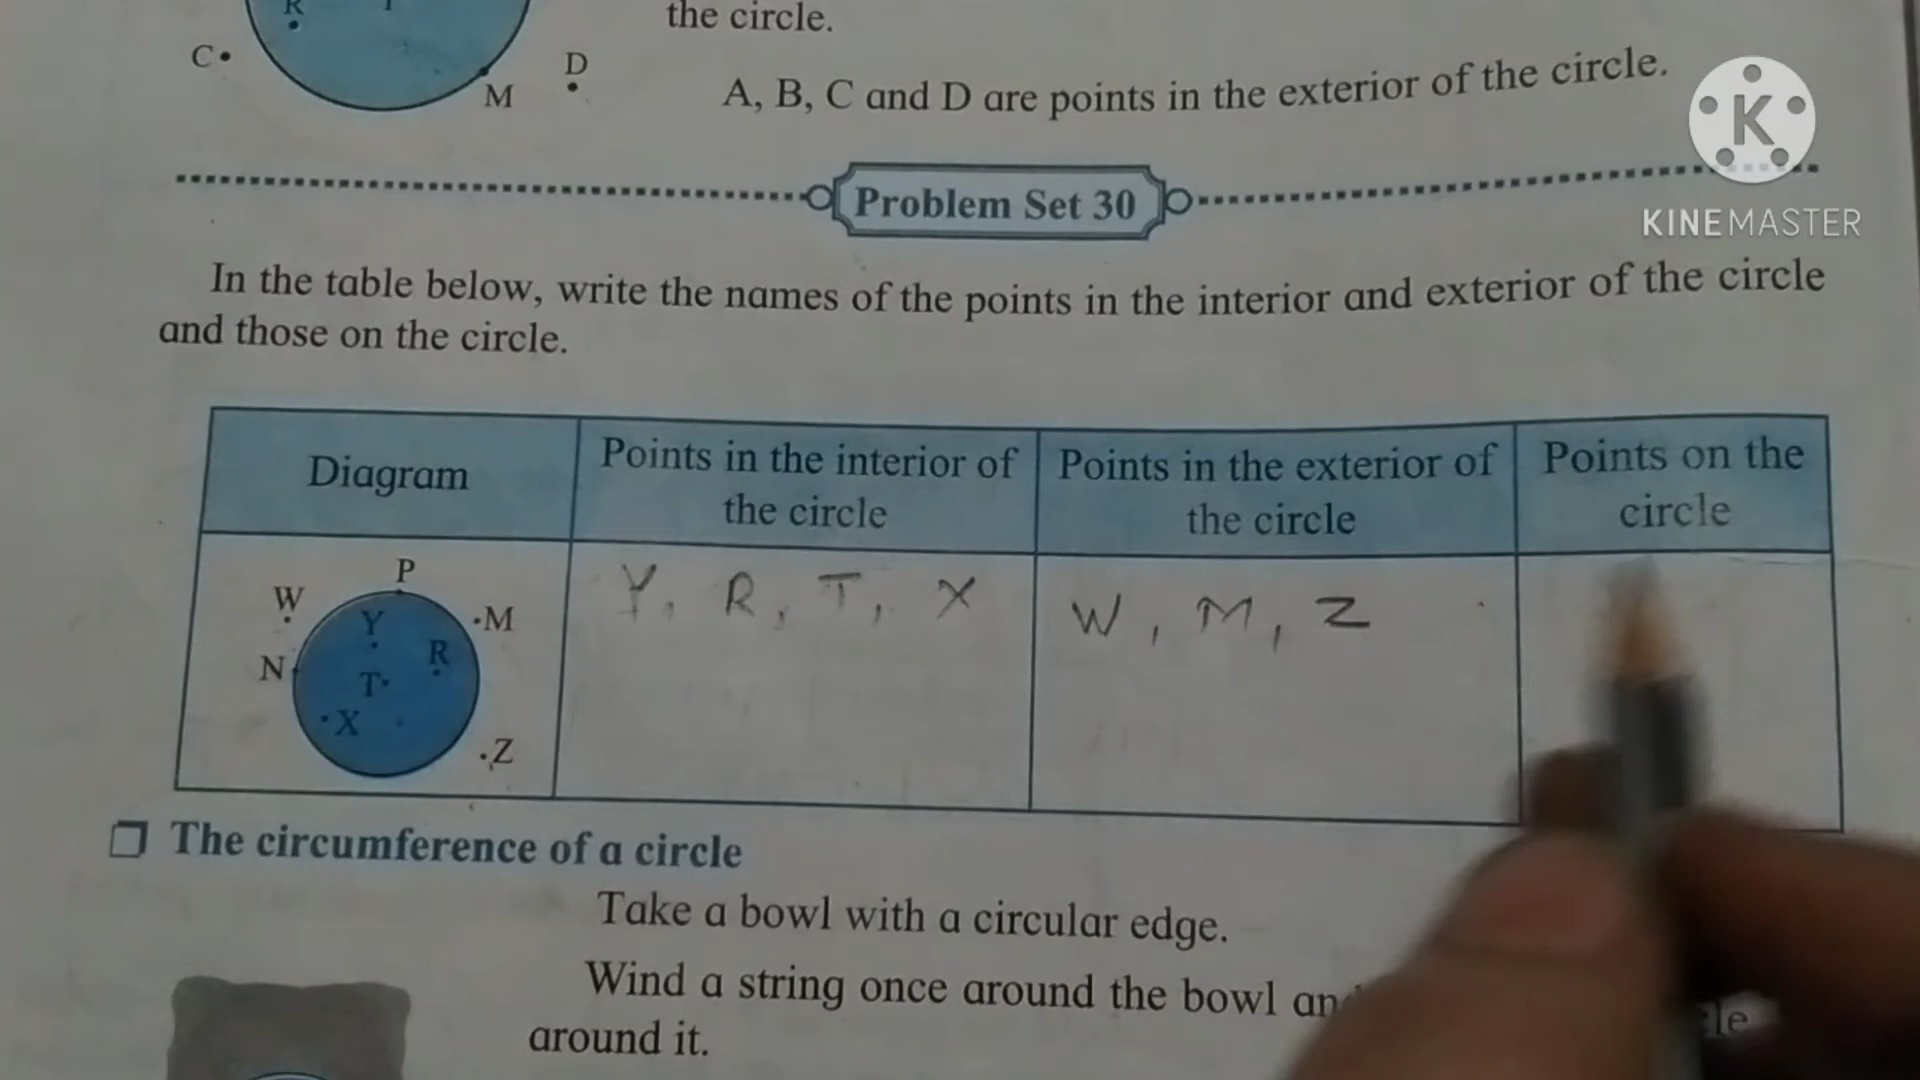 R
T
the circle.
C
D
M
A, B, C and D are points in the exterior of the circle.
K
KINEMASTER
Problem Set 30
In the table below, write the names of the points in the interior and exterior of the circle
and those on the circle.
Diagram
Points in the interior of
the circle
Points in the exterior of
the circle
Points on the
circle
P
W
Y
M
N
R
T
X
Z
Y, R, T, X
W, M, Z
The circumference of a circle
Take a bowl with a circular edge.
Wind a string once around the bowl
around it.